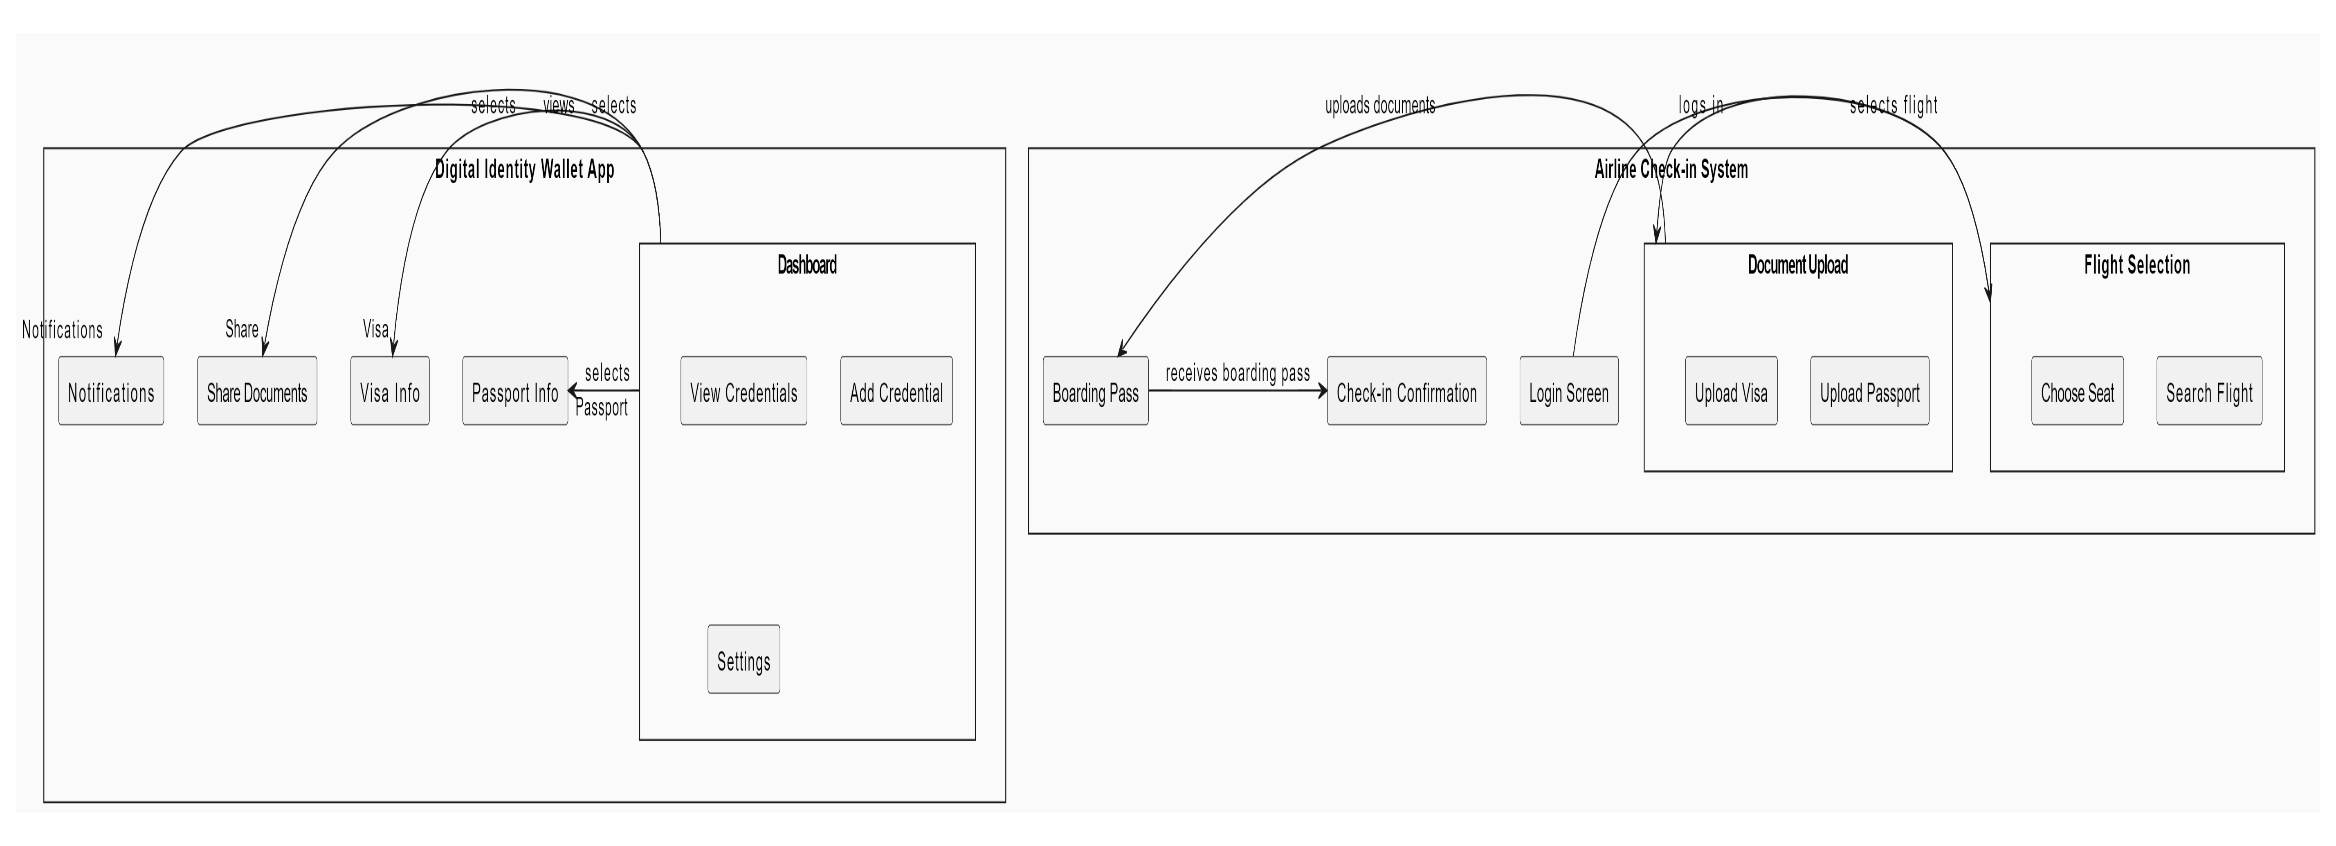 selects
views
selects
uploads documents
logs in
selects flight
Digital Identity Wallet App
Airline Check-in System
Dashboard
Document Upload
Flight Selection
Notifications
Share
Visa
selects
Passport
receives boarding pass
Notifications
Share Documents
Visa Info
Passport Info
View Credentials
Add Credential
Boarding Pass
Check-in Confirmation
Login Screen
Upload Visa
Upload Passport
Choose Seat
Search Flight
Settings